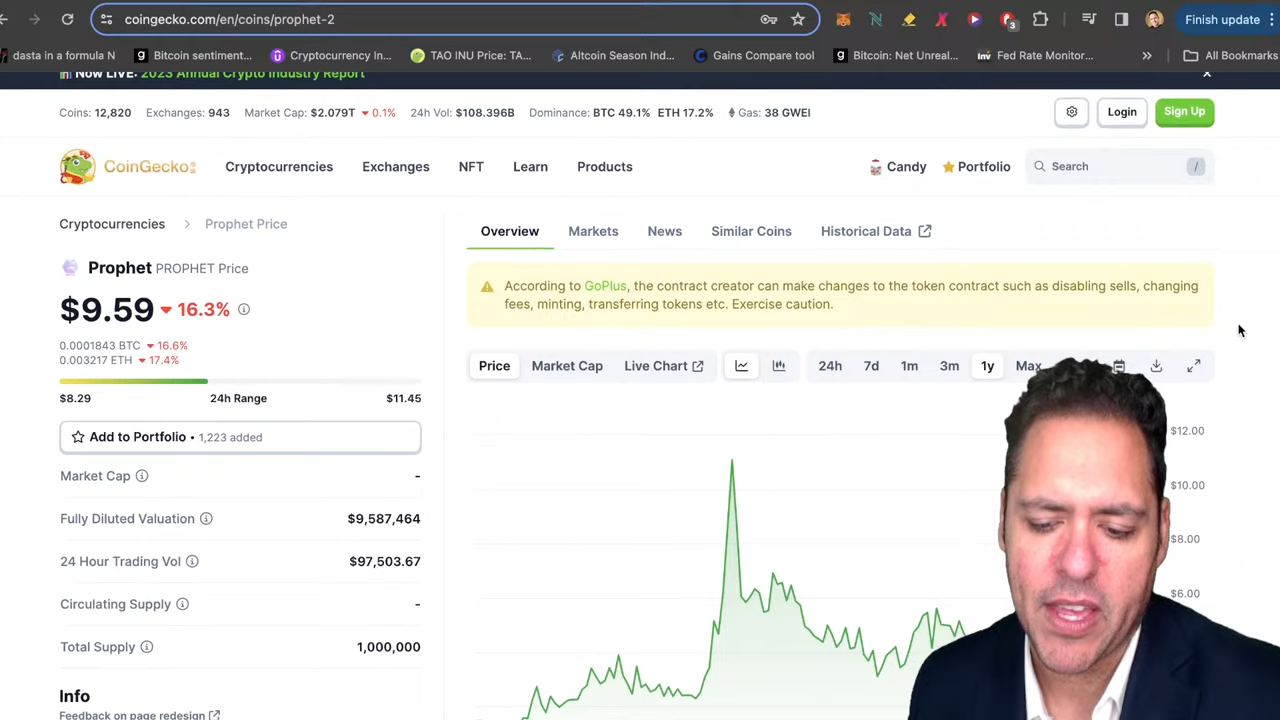 coingecko.com/en/coins/prophet-2
3
Finish update
dasta in a formula N
Bitcoin sentiment...
Cryptocurrency In...
TAO INU Price: TA...
Altcoin Season Ind...
Gains Compare tool
Bitcoin: Net Unreal...
inv Fed Rate Monitor...
»
All Bookmarks
Now LIVE: 2023 Annual Crypto Industry Report
Coins: 12,820 Exchanges: 943 Market Cap: $2.079T 0.1% 24h Vol: $108.396B Dominance: BTC 49.1% ETH 17.2% Gas: 38 GWEI
Login
Sign Up
CoinGecko
Cryptocurrencies Exchanges NFT Learn Products
Candy Portfolio Search /
Cryptocurrencies > Prophet Price
Prophet PROPHET Price
$9.59 16.3%
0.0001843 BTC 16.6%
0.003217 ETH 17.4%
$8.29 24h Range $11.45
Add to Portfolio • 1,223 added
Market Cap -
Fully Diluted Valuation $9,587,464
24 Hour Trading Vol $97,503.67
Circulating Supply -
Total Supply 1,000,000
Info
Feedback on page redesign
Overview Markets News Similar Coins Historical Data
According to GoPlus, the contract creator can make changes to the token contract such as disabling sells, changing
fees, minting, transferring tokens etc. Exercise caution.
Price Market Cap Live Chart 24h 7d 1m 3m 1y Max
$12.00
$10.00
$8.00
$6.00